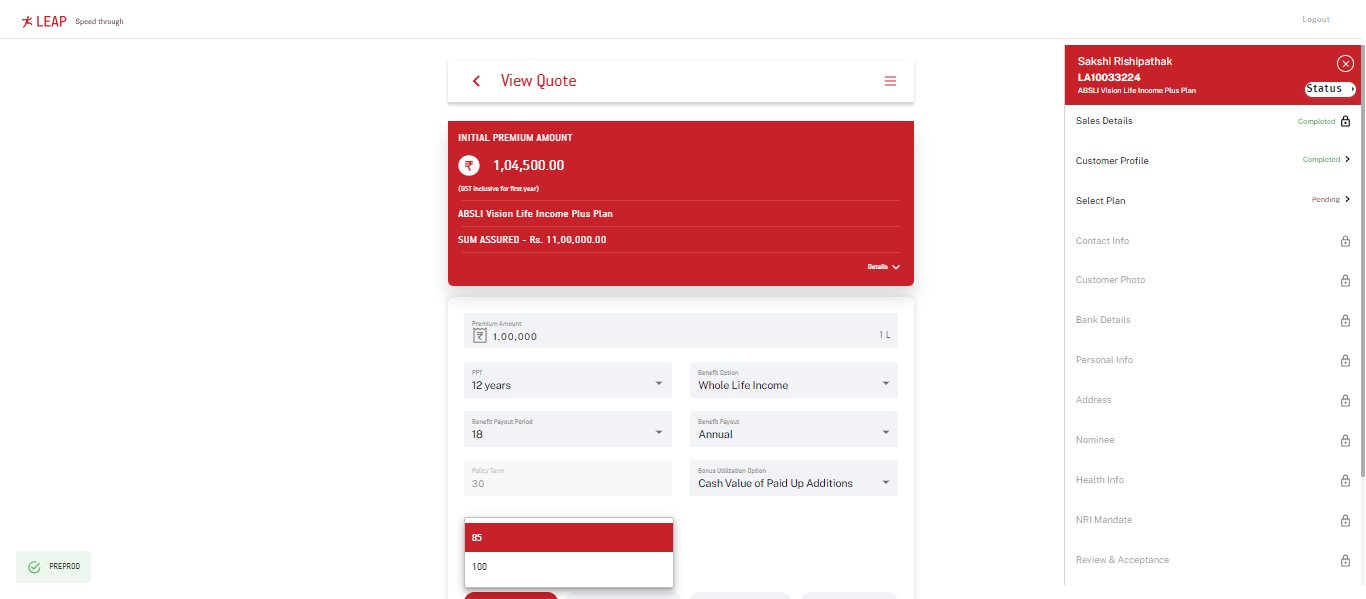 LEAP Speed through
Logout
View Quote
INITIAL PREMIUM AMOUNT
₹ 1,04,500.00
(GST inclusive for first year)
ABSLI Vision Life Income Plus Plan
SUM ASSURED - Rs. 11,00,000.00
Details
Premium Amount
₹ 1,00,000 1 L
PPT
12 years
Benefit Option
Whole Life Income
Benefit Payout Period
18
Benefit Payout
Annual
Policy Term
30
Bonus Utilization Option
Cash Value of Paid Up Additions
85
100
PREPROD
Sakshi Rishipathak
LA10033224
ABSLI Vision Life Income Plus Plan
Status
Sales Details Completed
Customer Profile Completed
Select Plan Pending
Contact Info
Customer Photo
Bank Details
Personal Info
Address
Nominee
Health Info
NRI Mandate
Review & Acceptance